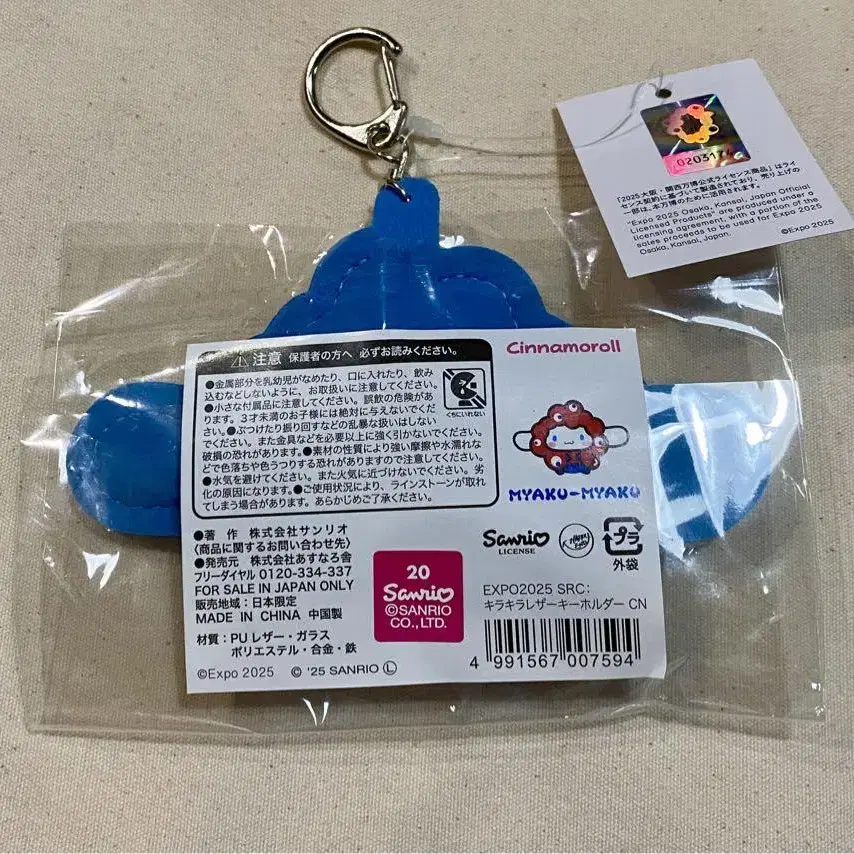 0203174
「2025大阪・関西万博公式ライセンス商品」はライ
センス契約に基づいて製造されており、売り上げの
一部は、本万博のために活用されます。
"Expo 2025 Osaka, Kansai, Japan Official
Licensed Products" are produced under a
licensing agreement, with a portion of the
sales proceeds to be used for Expo 2025
Osaka, Kansai, Japan.
©Expo 2025
注意 保護者の方へ 必ずお読みください。
●金属部分を乳幼児がなめたり、口に入れたり、飲み
込むなどしないように、お取扱いに注意してください。
●小さな付属品に注意してください。誤飲の危険があ
ります。3才未満のお子様には絶対に与えないでくだ
さい。●ぶつけたり振り回すなどの乱暴な扱いはしない
でください。また金具などを必要以上に強く引かないでください。
破損の恐れがあります。●素材の性質により強い摩擦や水濡れな
どで色落ちや色うつりする恐れがありますので注意してください。
●水気を避けてください。また火気に近づけないでください。劣
化の原因になります。●ご使用状況により、ラインストーンが取れ
てしまう場合があります。あらかじめご了承ください。
くちにいれない
Cinnamoroll
MYAKU-MYAKU
●著 作 株式会社サンリオ
〈商品に関するお問い合わせ先〉
●発売元 株式会社あすなろ舎
フリーダイヤル 0120-334-337
FOR SALE IN JAPAN ONLY
販売地域：日本限定
MADE IN CHINA 中国製
材質：PU レザー・ガラス
ポリエステル・合金・鉄
©Expo 2025 © '25 SANRIO Ⓛ
20
Sanrio
©SANRIO
CO., LTD.
Sanrio
LICENSE
プラ
外袋
EXPO2025 SRC：
キラキラレザーキーホルダー CN
4 991567 007594